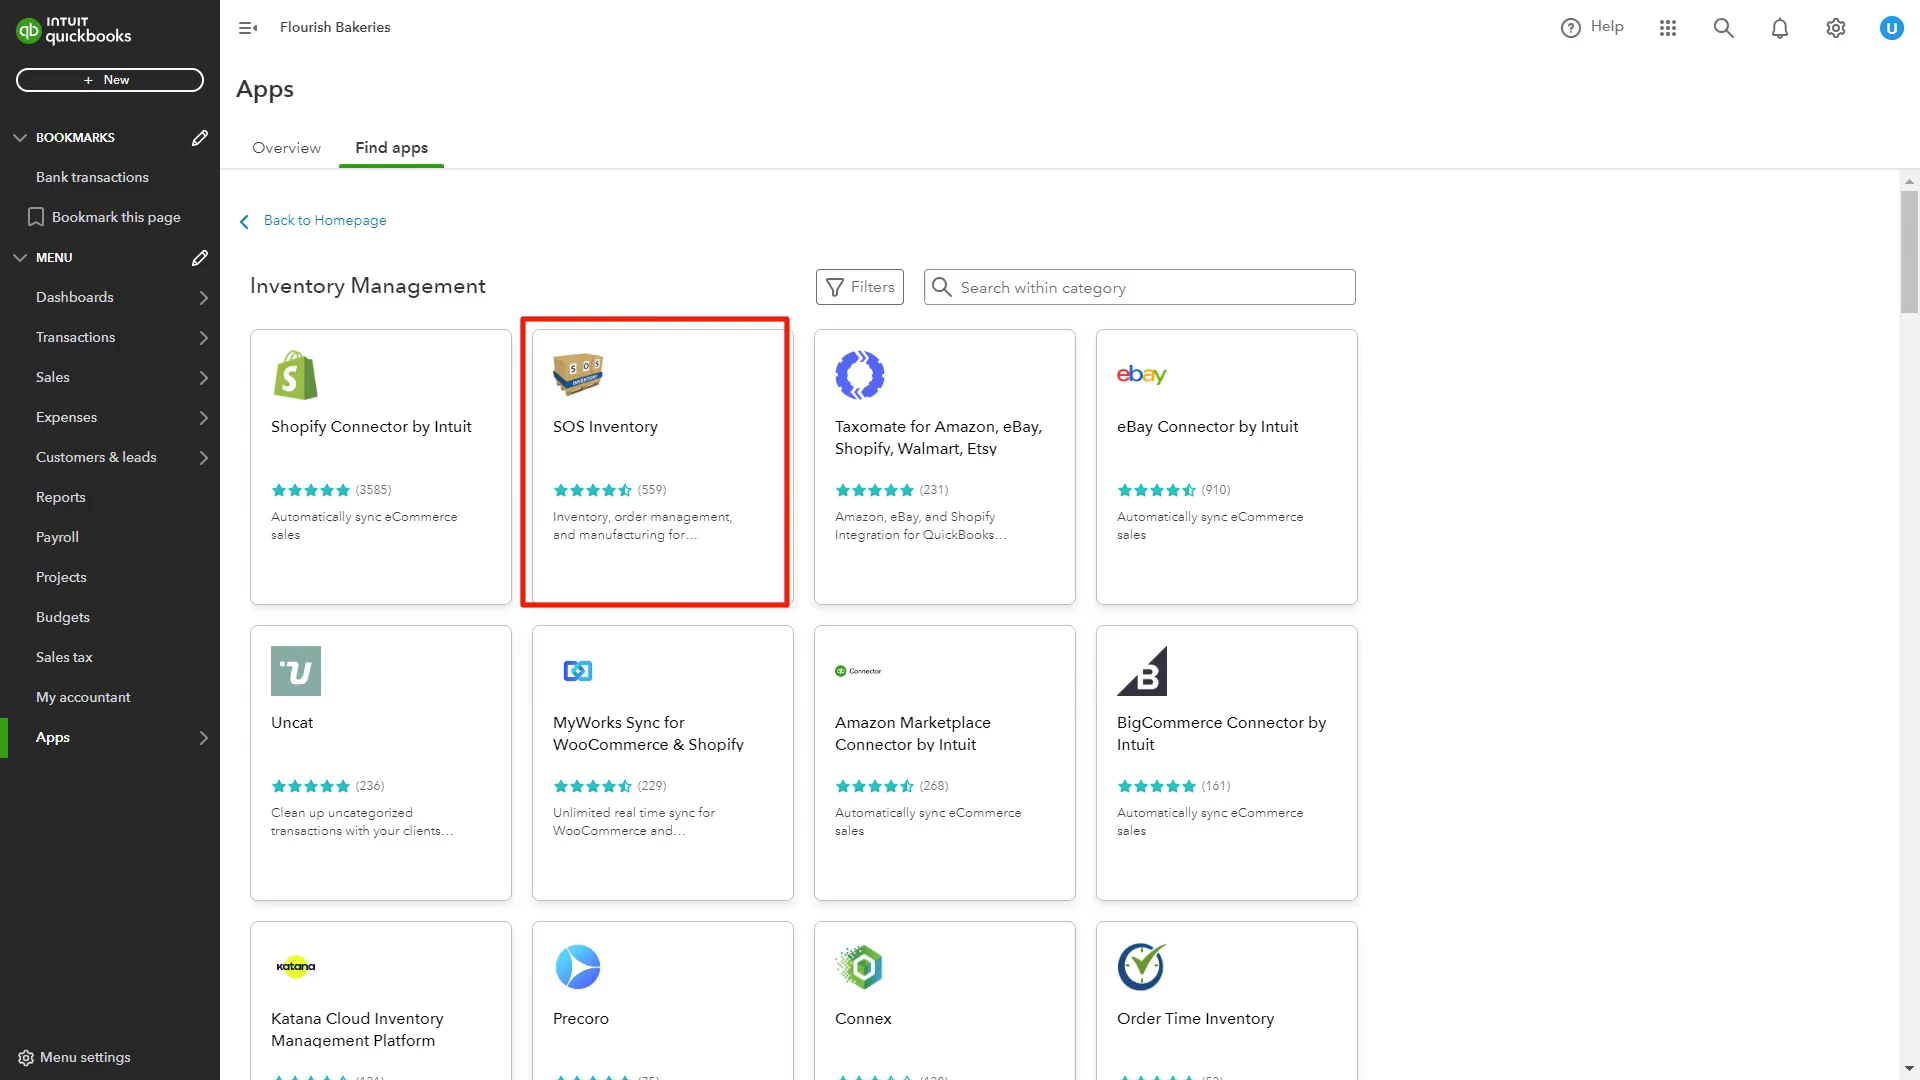 INTUIT
quickbooks
+ New
BOOKMARKS
Bank transactions
Bookmark this page
MENU
Dashboards
Transactions
Sales
Expenses
Customers & leads
Reports
Payroll
Projects
Budgets
Sales tax
My accountant
Apps
Menu settings
Flourish Bakeries
Help
U
Apps
Overview
Find apps
Back to Homepage
Inventory Management
Filters
Search within category
Shopify Connector by Intuit
(3585)
Automatically sync eCommerce
sales
SOS
INVENTORY
SOS Inventory
(559)
Inventory, order management,
and manufacturing for...
Taxomate for Amazon, eBay,
Shopify, Walmart, Etsy
(231)
Amazon, eBay, and Shopify
Integration for QuickBooks...
ebay
eBay Connector by Intuit
(910)
Automatically sync eCommerce
sales
Uncat
(236)
Clean up uncategorized
transactions with your clients...
MyWorks Sync for
WooCommerce & Shopify
(229)
Unlimited real time sync for
WooCommerce and...
qb Connector
Amazon Marketplace
Connector by Intuit
(268)
Automatically sync eCommerce
sales
B
BigCommerce Connector by
Intuit
(161)
Automatically sync eCommerce
sales
katana
Katana Cloud Inventory
Management Platform
Precoro
Connex
Order Time Inventory